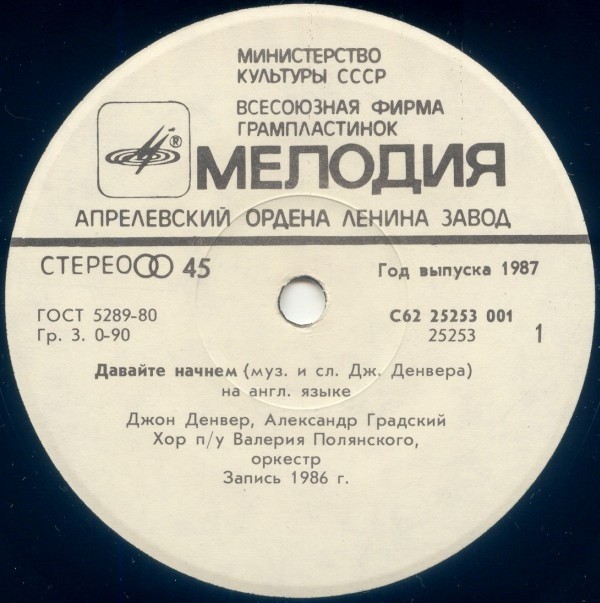 МИНИСТЕРСТВО
КУЛЬТУРЫ СССР
ВСЕСОЮЗНАЯ ФИРМА
ГРАМПЛАСТИНОК
®
МЕЛОДИЯ
АПРЕЛЕВСКИЙ ОРДЕНА ЛЕНИНА ЗАВОД
СТЕРЕО 45
Год выпуска 1987
ГОСТ 5289-80
Гр. 3. 0-90
С62 25253 001
25253 1
Давайте начнем (муз. и сл. Дж. Денвера)
на англ. языке
Джон Денвер, Александр Градский
Хор п/у Валерия Полянского,
оркестр
Запись 1986 г.